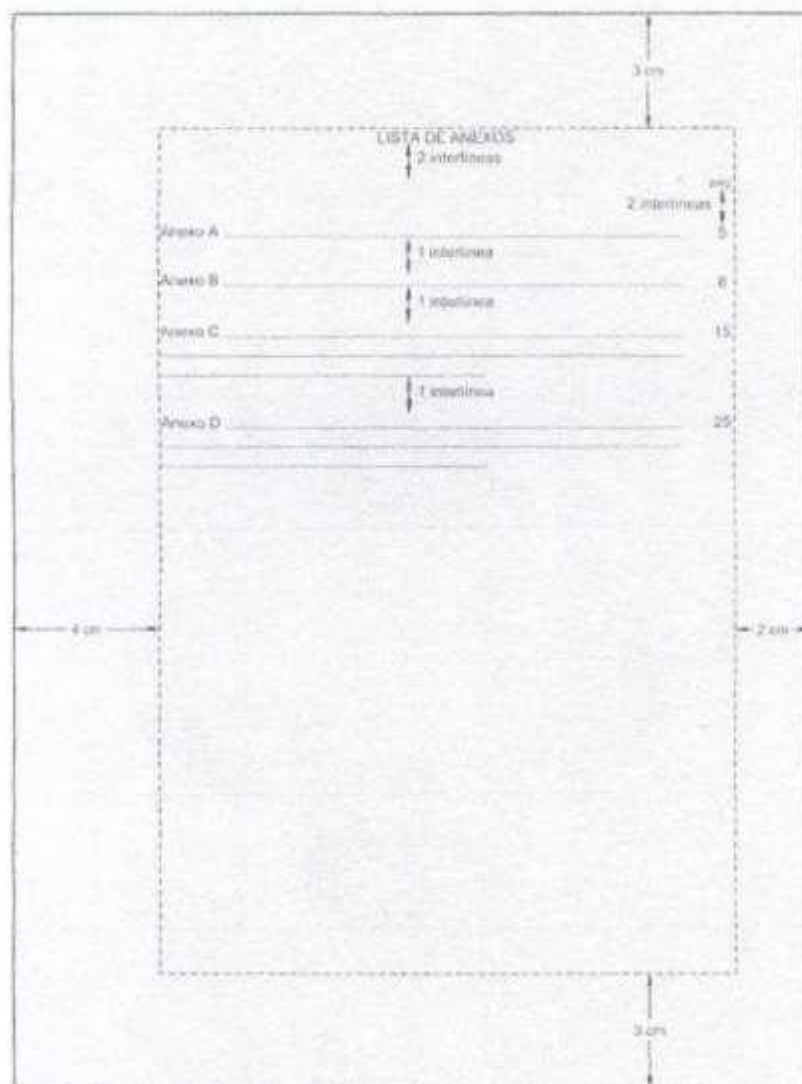 3 cm
LISTA DE ANEXOS
2 interlíneas
pág
2 interlíneas
Anexo A 5
1 interlínea
Anexo B 6
1 interlínea
Anexo C 15
1 interlínea
Anexo D 25
4 cm 2 cm
3 cm